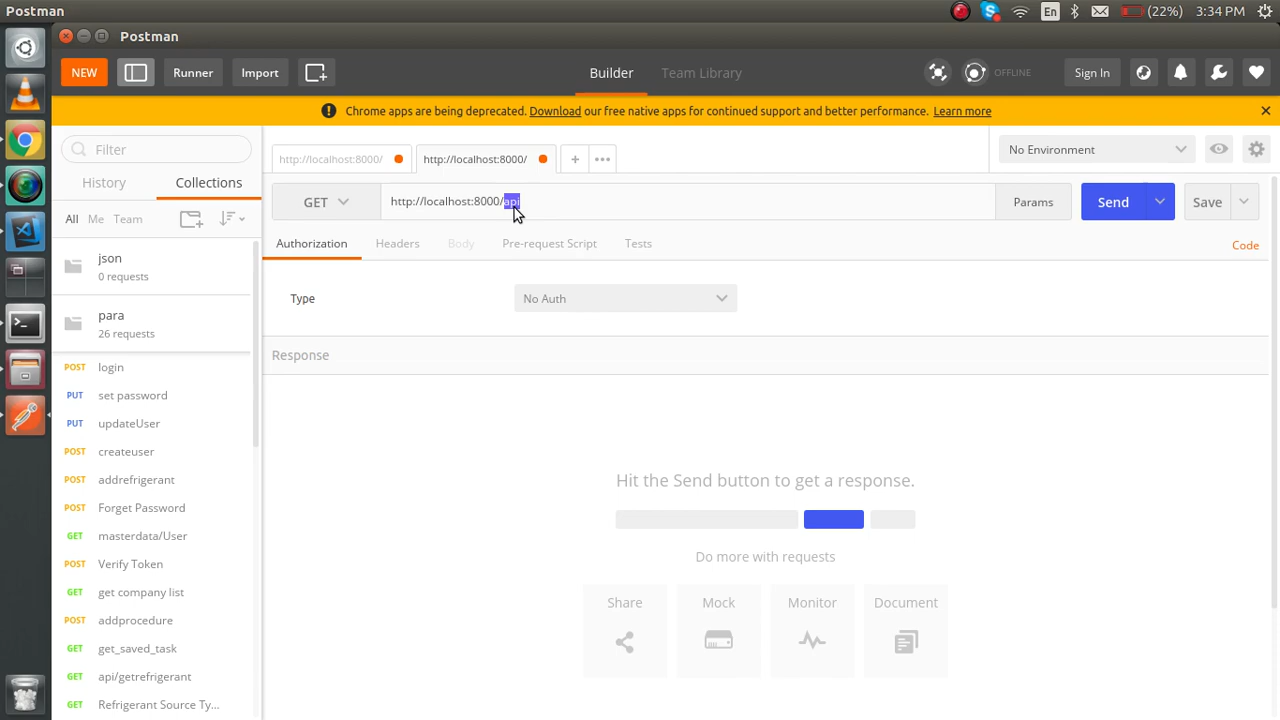 Postman
En
(22%)
3:34 PM
Postman
NEW
Runner
Import
Builder
Team Library
OFFLINE
Sign In
! Chrome apps are being deprecated. Download our free native apps for continued support and better performance. Learn more
Filter
History
Collections
All Me Team
json
0 requests
para
26 requests
POST login
PUT set password
PUT updateUser
POST createuser
POST addrefrigerant
POST Forget Password
GET masterdata/User
POST Verify Token
GET get company list
POST addprocedure
GET get_saved_task
GET api/getrefrigerant
GET Refrigerant Source Ty...
http://localhost:8000/
http://localhost:8000/
No Environment
GET
http://localhost:8000/api
Params
Send
Save
Authorization
Headers
Body
Pre-request Script
Tests
Code
Type
No Auth
Response
Hit the Send button to get a response.
Do more with requests
Share
Mock
Monitor
Document